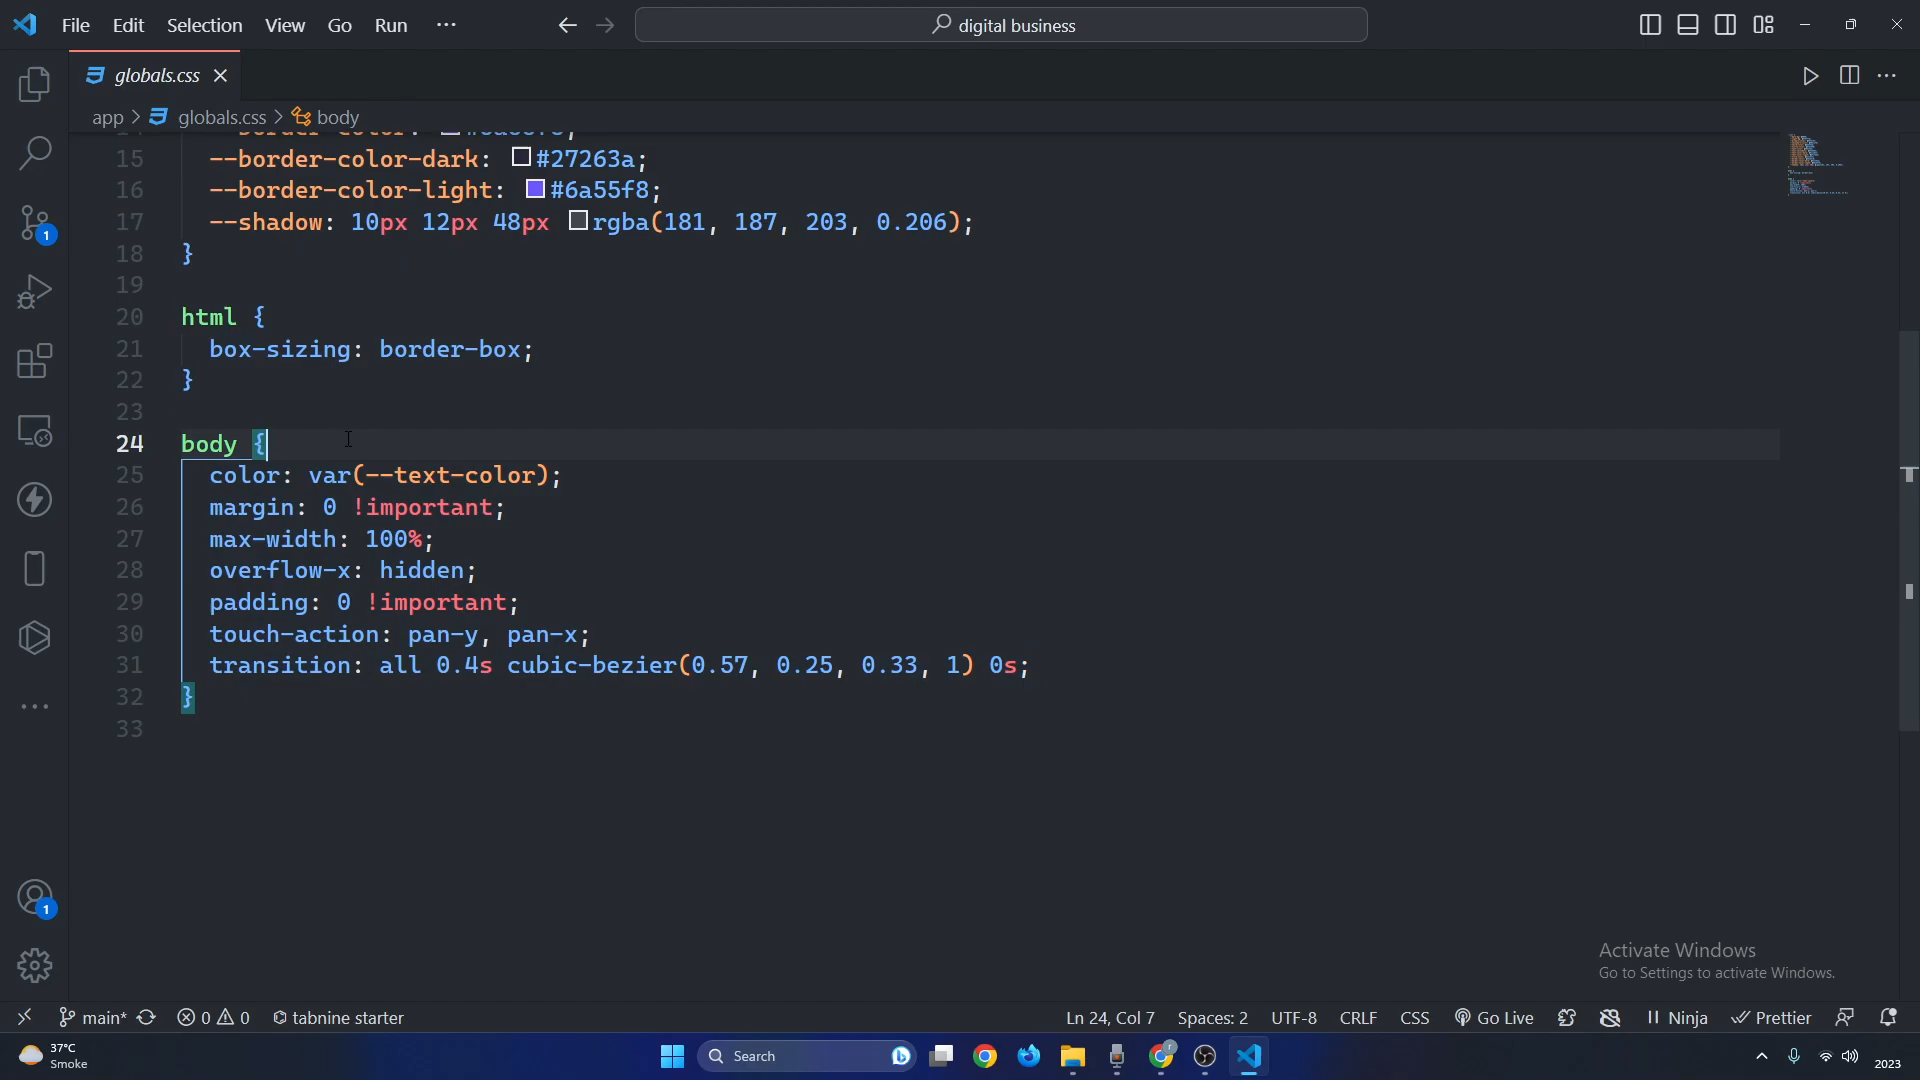 File Edit Selection View Go Run ···
digital business
globals.css
app > globals.css > body
15 --border-color-dark: #27263a;
16 --border-color-light: #6a55f8;
17 --shadow: 10px 12px 48px rgba(181, 187, 203, 0.206);
18 }
19
20 html {
21 box-sizing: border-box;
22 }
23
24 body {
25 color: var(--text-color);
26 margin: 0 !important;
27 max-width: 100%;
28 overflow-x: hidden;
29 padding: 0 !important;
30 touch-action: pan-y, pan-x;
31 transition: all 0.4s cubic-bezier(0.57, 0.25, 0.33, 1) 0s;
32 }
33
1
1
Activate Windows
Go to Settings to activate Windows.
main* 0 0 tabnine starter Ln 24, Col 7 Spaces: 2 UTF-8 CRLF CSS Go Live Ninja Prettier
37°C
Smoke
Search
2023